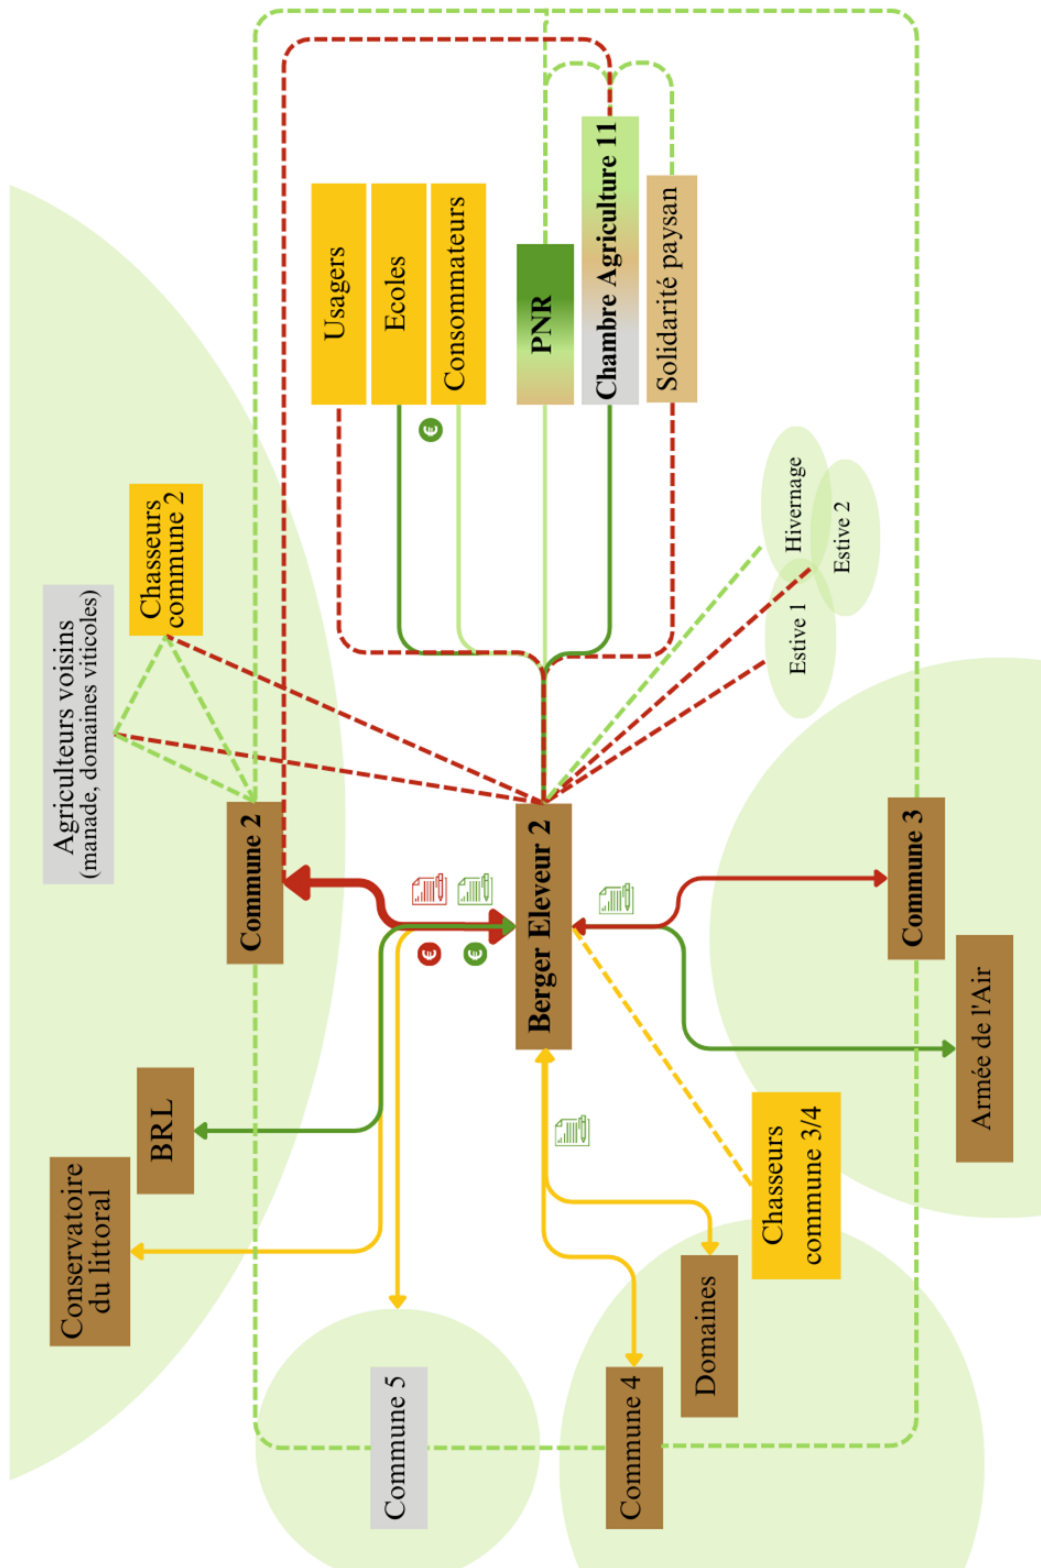 Conservatoire
du littoral
Agriculteurs voisins
(manade, domaines viticoles)
BRL
Chasseurs
commune 2
Commune 2
Usagers
Commune 5
Ecoles
Consommateurs
Berger Eleveur 2
PNR
Chambre Agriculture 11
Commune 4
Solidarité paysan
Domaines
Chasseurs
commune 3/4
Estive 1
Hivernage
Estive 2
Commune 3
Armée de l'Air